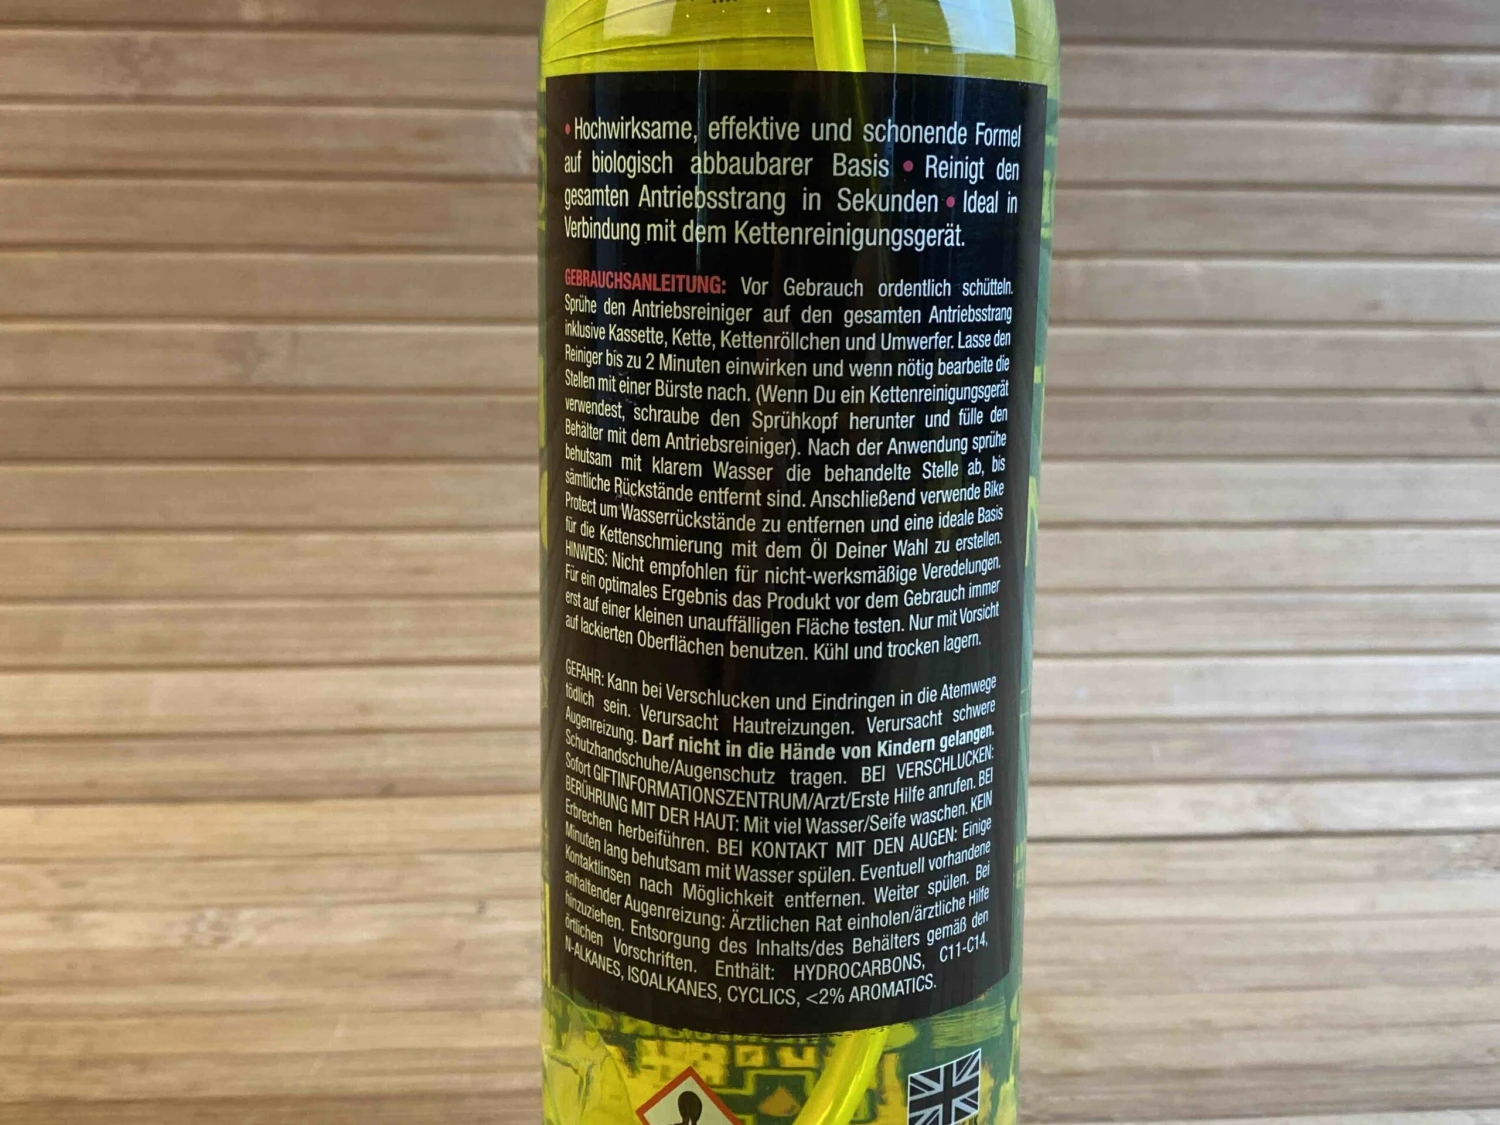 • Hochwirksame, effektive und schonende Formel
auf biologisch abbaubarer Basis • Reinigt den
gesamten Antriebsstrang in Sekunden • Ideal in
Verbindung mit dem Kettenreinigungsgerät.
GEBRAUCHSANLEITUNG: Vor Gebrauch ordentlich schütteln.
Sprühe den Antriebsreiniger auf den gesamten Antriebsstrang
inklusive Kassette, Kette, Kettenröllchen und Umwerfer. Lasse den
Reiniger bis zu 2 Minuten einwirken und wenn nötig bearbeite die
Stellen mit einer Bürste nach. (Wenn Du ein Kettenreinigungsgerät
verwendest, schraube den Sprühkopf herunter und fülle den
Behälter mit dem Antriebsreiniger). Nach der Anwendung sprühe
behutsam mit klarem Wasser die behandelte Stelle ab, bis
sämtliche Rückstände entfernt sind. Anschließend verwende Bike
Protect um Wasserrückstände zu entfernen und eine ideale Basis
für die Kettenschmierung mit dem Öl Deiner Wahl zu erstellen.
HINWEIS: Nicht empfohlen für nicht-werksmäßige Veredelungen.
Für ein optimales Ergebnis das Produkt vor dem Gebrauch immer
erst auf einer kleinen unauffälligen Fläche testen. Nur mit Vorsicht
auf lackierten Oberflächen benutzen. Kühl und trocken lagern.
GEFAHR: Kann bei Verschlucken und Eindringen in die Atemwege
tödlich sein. Verursacht Hautreizungen. Verursacht schwere
Augenreizung. Darf nicht in die Hände von Kindern gelangen.
Schutzhandschuhe/Augenschutz tragen. BEI VERSCHLUCKEN:
Sofort GIFTINFORMATIONSZENTRUM/Arzt/Erste Hilfe anrufen. BEI
BERÜHRUNG MIT DER HAUT: Mit viel Wasser/Seife waschen. KEIN
Erbrechen herbeiführen. BEI KONTAKT MIT DEN AUGEN: Einige
Minuten lang behutsam mit Wasser spülen. Eventuell vorhandene
Kontaktlinsen nach Möglichkeit entfernen. Weiter spülen. Bei
anhaltender Augenreizung: Ärztlichen Rat einholen/ärztliche Hilfe
hinzuziehen. Entsorgung des Inhalts/des Behälters gemäß den
örtlichen Vorschriften. Enthält: HYDROCARBONS, C11-C14,
N-ALKANES, ISOALKANES, CYCLICS, <2% AROMATICS.